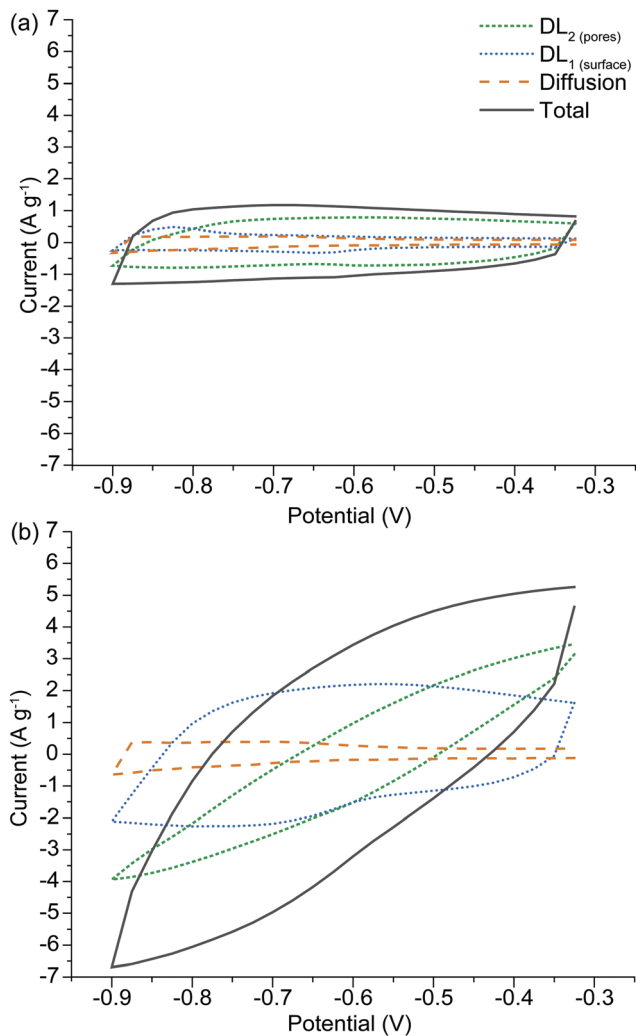 (a)
7
6
5
4
3
2
1
0
-1
-2
-3
-4
-5
-6
-7
Current (A g⁻¹)
DL₂ (pores)
DL₁ (surface)
Diffusion
Total
-0.9 -0.8 -0.7 -0.6 -0.5 -0.4 -0.3
Potential (V)
(b)
7
6
5
4
3
2
1
0
-1
-2
-3
-4
-5
-6
-7
Current (A g⁻¹)
-0.9 -0.8 -0.7 -0.6 -0.5 -0.4 -0.3
Potential (V)